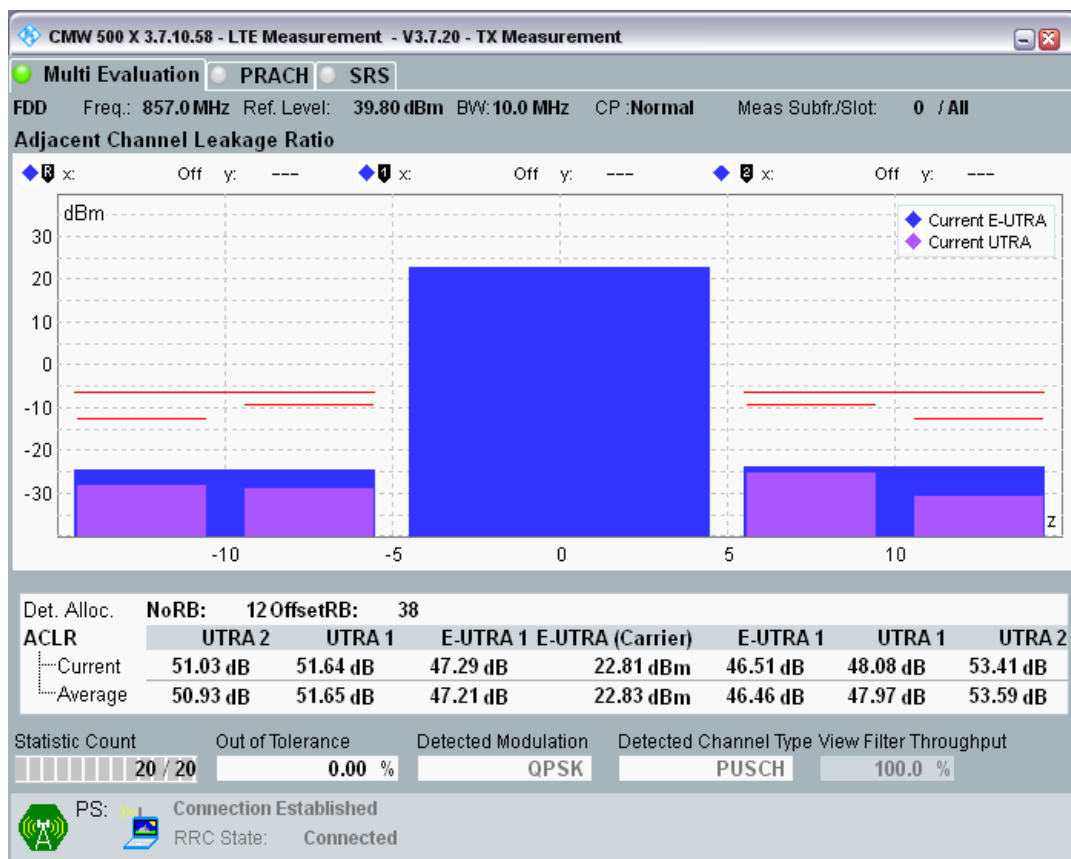 CMW 500 X 3.7.10.58 - LTE Measurement - V3.7.20 - TX Measurement
Multi Evaluation PRACH SRS
FDD Freq.: 857.0 MHz Ref. Level: 39.80 dBm BW: 10.0 MHz CP :Normal Meas Subfr./Slot: 0 / All
Adjacent Channel Leakage Ratio
R x: Off y: --- 1 x: Off y: --- 2 x: Off y: ---
dBm
Current E-UTRA
Current UTRA
30
20
10
0
-10
-20
-30
z
-10 -5 0 5 10
Det. Alloc. NoRB: 12 OffsetRB: 38
ACLR UTRA 2 UTRA 1 E-UTRA 1 E-UTRA (Carrier) E-UTRA 1 UTRA 1 UTRA 2
Current 51.03 dB 51.64 dB 47.29 dB 22.81 dBm 46.51 dB 48.08 dB 53.41 dB
Average 50.93 dB 51.65 dB 47.21 dB 22.83 dBm 46.46 dB 47.97 dB 53.59 dB
Statistic Count Out of Tolerance Detected Modulation Detected Channel Type View Filter Throughput
20 / 20 0.00 % QPSK PUSCH 100.0 %
PS: Connection Established
RRC State: Connected